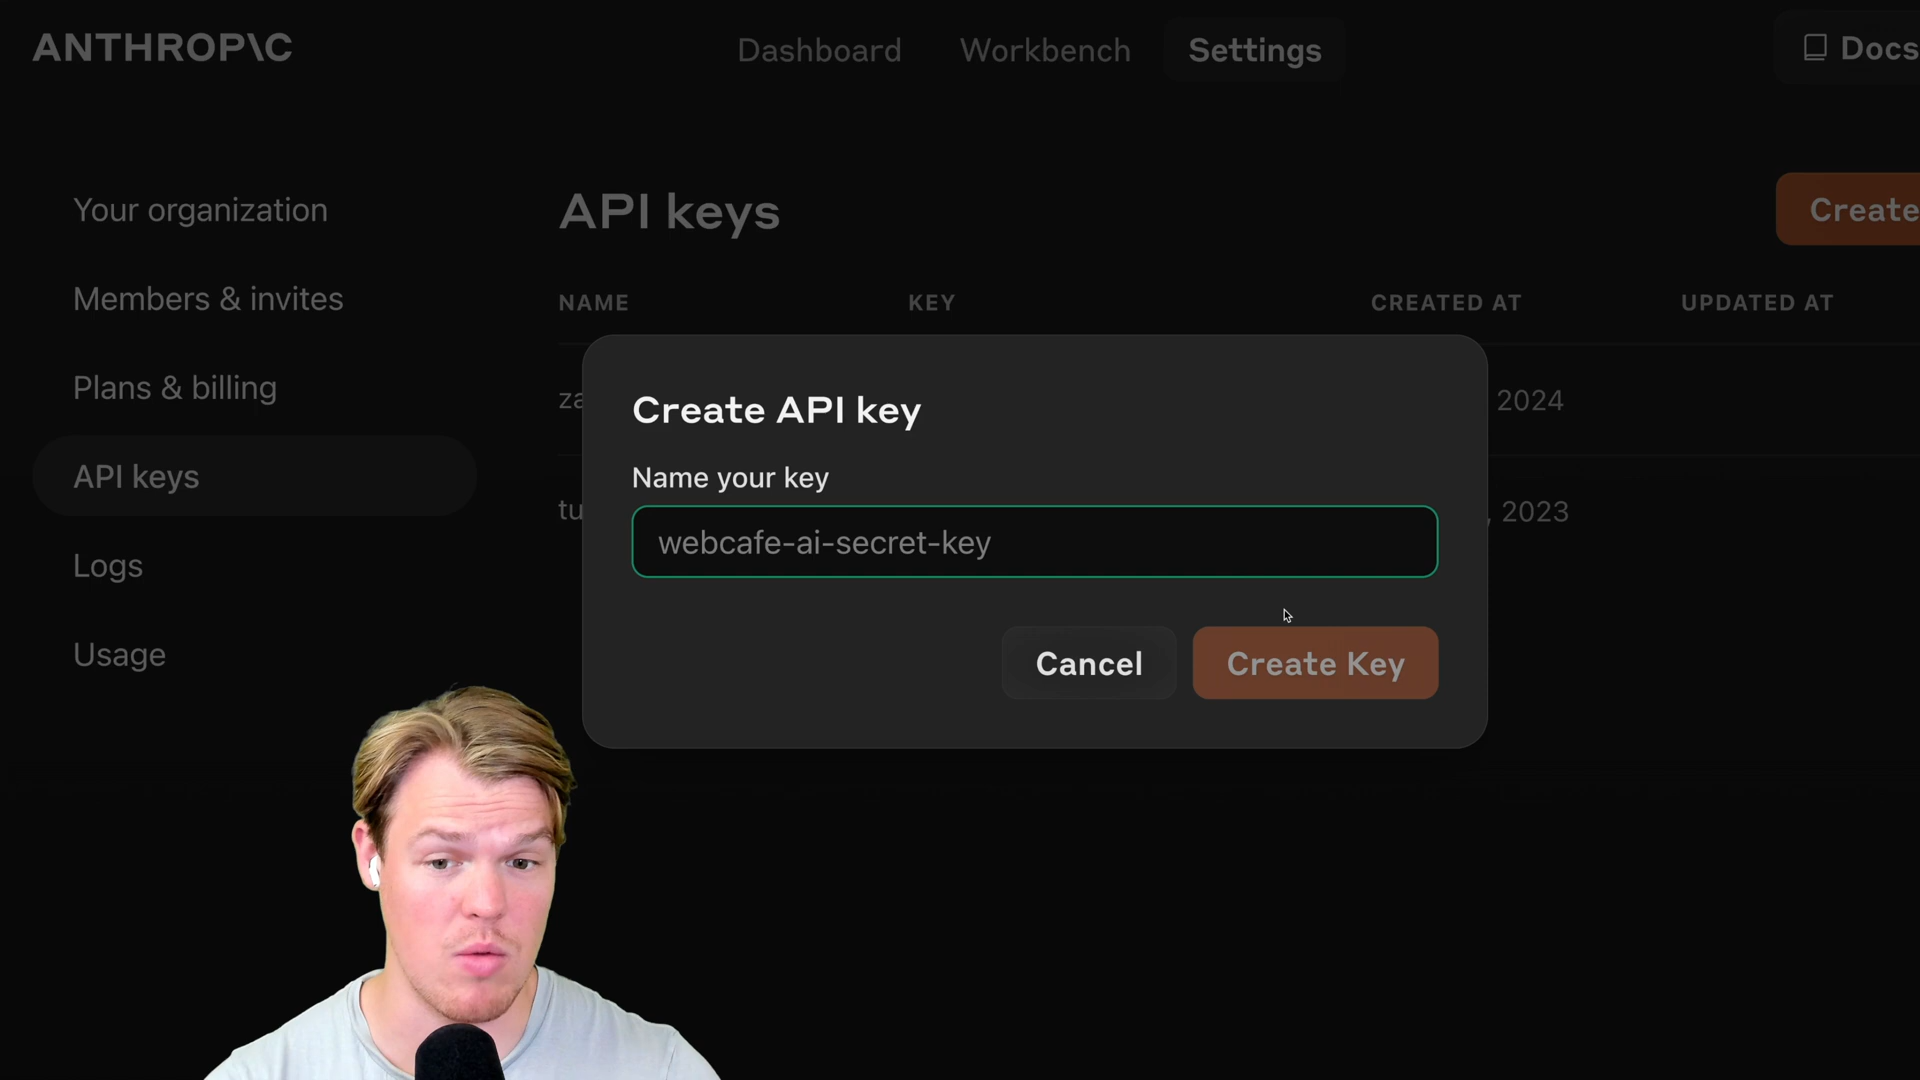 ANTHROP\C
Dashboard
Workbench
Settings
Docs
Your organization
Members & invites
Plans & billing
API keys
Logs
Usage
API keys
Create
NAME
KEY
CREATED AT
UPDATED AT
za
2024
tu
, 2023
Create API key
Name your key
webcafe-ai-secret-key
Cancel
Create Key